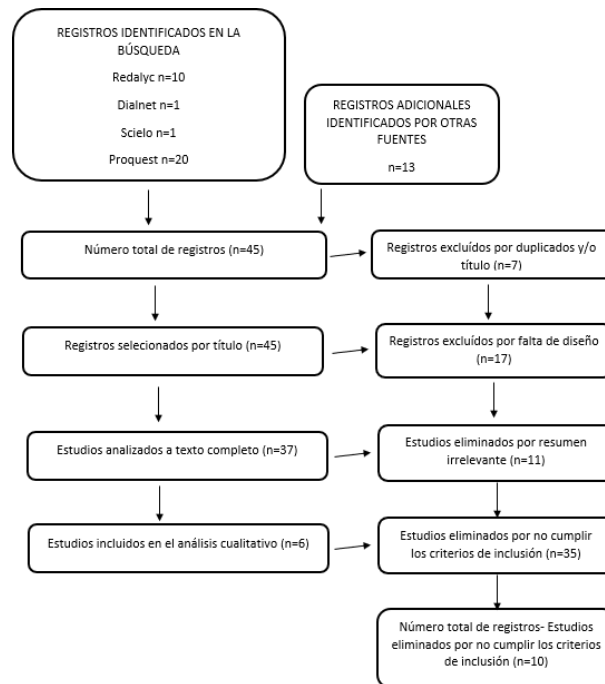 REGISTROS IDENTIFICADOS EN LA
BÚSQUEDA
Redalyc n=10
Dialnet n=1
Scielo n=1
Proquest n=20
REGISTROS ADICIONALES
IDENTIFICADOS POR OTRAS
FUENTES
n=13
Número total de registros (n=45)
Registros excluídos por duplicados y/o
título (n=7)
Registros selecionados por título (n=45)
Registros excluídos por falta de diseño
(n=17)
Estudios analizados a texto completo (n=37)
Estudios eliminados por resumen
irrelevante (n=11)
Estudios incluidos en el análisis cualitativo (n=6)
Estudios eliminados por no cumplir
los criterios de inclusión (n=35)
Número total de registros- Estudios
eliminados por no cumplir los criterios
de inclusión (n=10)